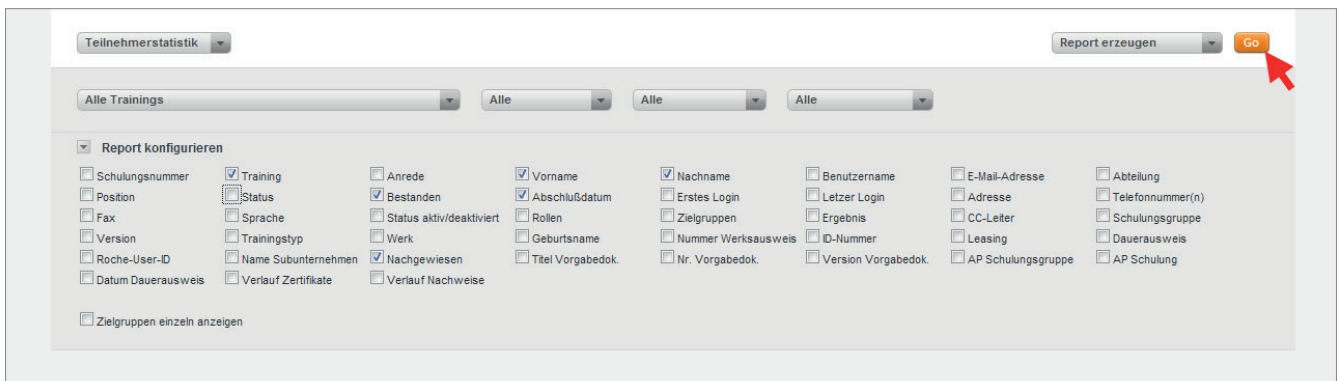 Teilnehmerstatistik Report erzeugen Go
Alle Trainings Alle Alle Alle
Report konfigurieren
Schulungsnummer Training Anrede Vorname Nachname Benutzername E-Mail-Adresse Abteilung
Position Status Bestanden Abschlußdatum Erstes Login Letzer Login Adresse Telefonnummer(n)
Fax Sprache Status aktiv/deaktiviert Rollen Zielgruppen Ergebnis CC-Leiter Schulungsgruppe
Version Trainingstyp Werk Geburtsname Nummer Werksausweis ID-Nummer Leasing Dauerausweis
Roche-User-ID Name Subunternehmen Nachgewiesen Titel Vorgabedok. Nr. Vorgabedok. Version Vorgabedok. AP Schulungsgruppe AP Schulung
Datum Dauerausweis Verlauf Zertifikate Verlauf Nachweise
Zielgruppen einzeln anzeigen